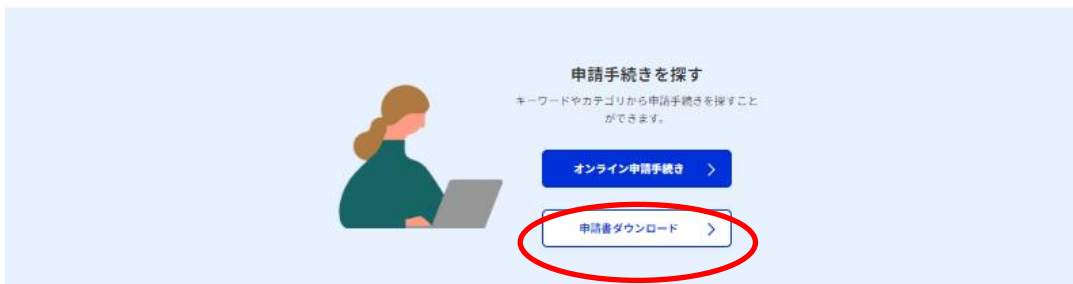 申請手続きを探す
キーワードやカテゴリから申請手続きを探すこと
ができます。
オンライン申請手続き
申請書ダウンロード